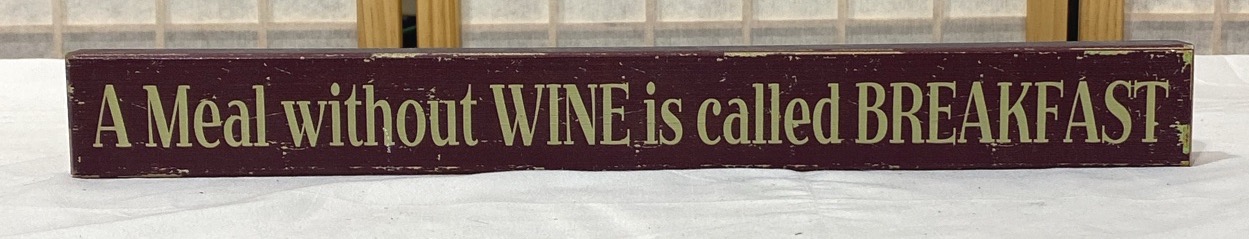 A Meal without WINE is called BREAKFAST